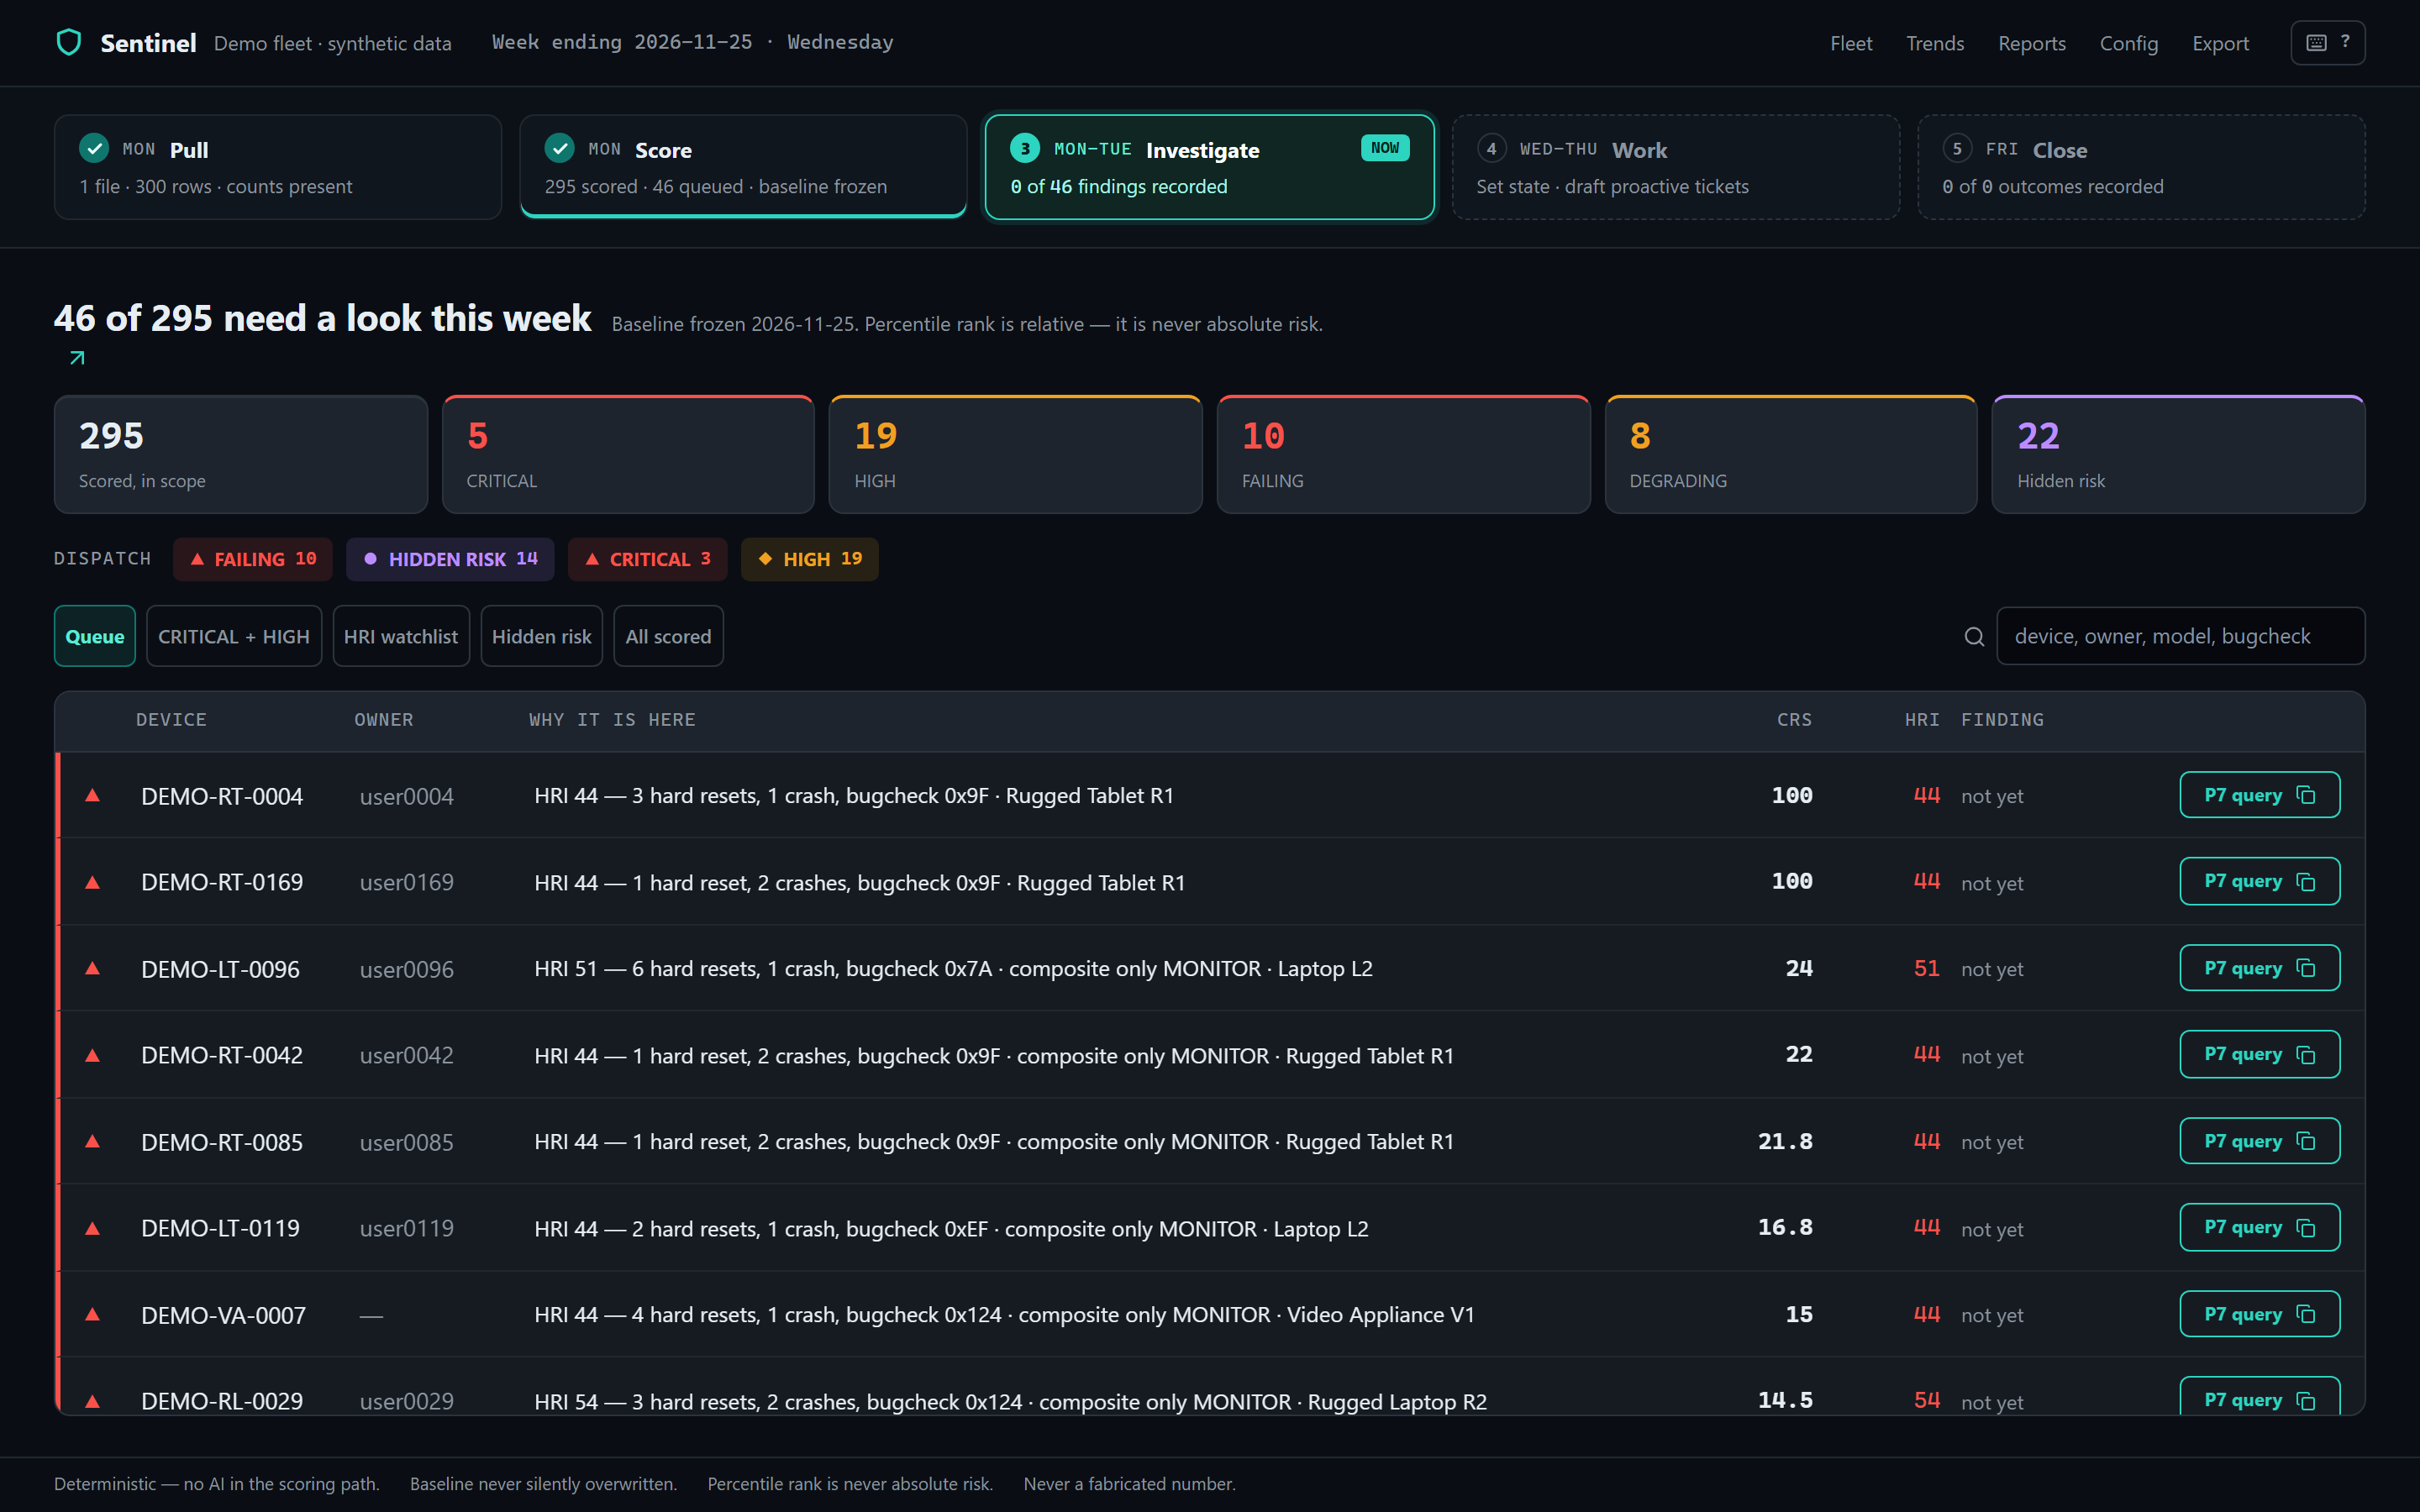 Sentinel Demo fleet · synthetic data Week ending 2026-11-25 · Wednesday Fleet Trends Reports Config Export ?
MON Pull
1 file · 300 rows · counts present
MON Score
295 scored · 46 queued · baseline frozen
3 MON-TUE Investigate NOW
0 of 46 findings recorded
4 WED-THU Work
Set state · draft proactive tickets
5 FRI Close
0 of 0 outcomes recorded
46 of 295 need a look this week Baseline frozen 2026-11-25. Percentile rank is relative — it is never absolute risk.
295
Scored, in scope
5
CRITICAL
19
HIGH
10
FAILING
8
DEGRADING
22
Hidden risk
DISPATCH FAILING 10 HIDDEN RISK 14 CRITICAL 3 HIGH 19
Queue CRITICAL + HIGH HRI watchlist Hidden risk All scored device, owner, model, bugcheck
DEVICE OWNER WHY IT IS HERE CRS HRI FINDING
DEMO-RT-0004 user0004 HRI 44 — 3 hard resets, 1 crash, bugcheck 0x9F · Rugged Tablet R1 100 44 not yet P7 query
DEMO-RT-0169 user0169 HRI 44 — 1 hard reset, 2 crashes, bugcheck 0x9F · Rugged Tablet R1 100 44 not yet P7 query
DEMO-LT-0096 user0096 HRI 51 — 6 hard resets, 1 crash, bugcheck 0x7A · composite only MONITOR · Laptop L2 24 51 not yet P7 query
DEMO-RT-0042 user0042 HRI 44 — 1 hard reset, 2 crashes, bugcheck 0x9F · composite only MONITOR · Rugged Tablet R1 22 44 not yet P7 query
DEMO-RT-0085 user0085 HRI 44 — 1 hard reset, 2 crashes, bugcheck 0x9F · composite only MONITOR · Rugged Tablet R1 21.8 44 not yet P7 query
DEMO-LT-0119 user0119 HRI 44 — 2 hard resets, 1 crash, bugcheck 0xEF · composite only MONITOR · Laptop L2 16.8 44 not yet P7 query
DEMO-VA-0007 — HRI 44 — 4 hard resets, 1 crash, bugcheck 0x124 · composite only MONITOR · Video Appliance V1 15 44 not yet P7 query
DEMO-RL-0029 user0029 HRI 54 — 3 hard resets, 2 crashes, bugcheck 0x124 · composite only MONITOR · Rugged Laptop R2 14.5 54 not yet P7 query
Deterministic — no AI in the scoring path. Baseline never silently overwritten. Percentile rank is never absolute risk. Never a fabricated number.